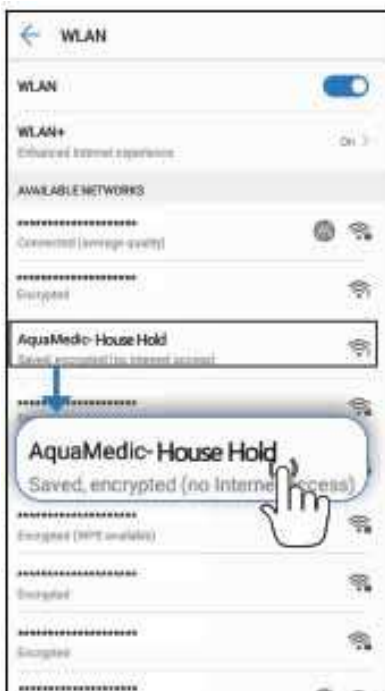 WLAN
WLAN
WLAN+
On
Enhanced Internet experience
AVAILABLE NETWORKS
********************
Connected (average quality)
********************
Encrypted
AquaMedic- House Hold
Saved, encrypted (no Internet access)
********************
AquaMedic- House Hold
Saved, encrypted (no Internet access)
********************
Encrypted (WPS available)
********************
Encrypted
********************
Encrypted
********************